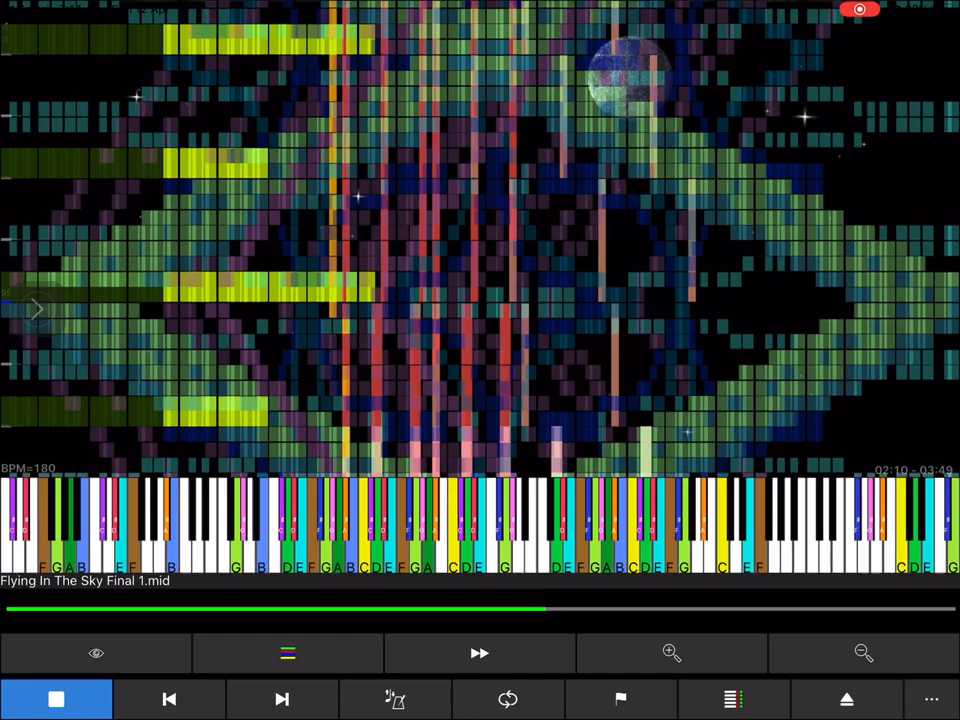 BPM=180
02:10 - 03:49
F G A B E F B G B D E F G A B C D E F G A C D E G D E F G A B C D E F G C E F C D E G
Flying In The Sky Final 1.mid